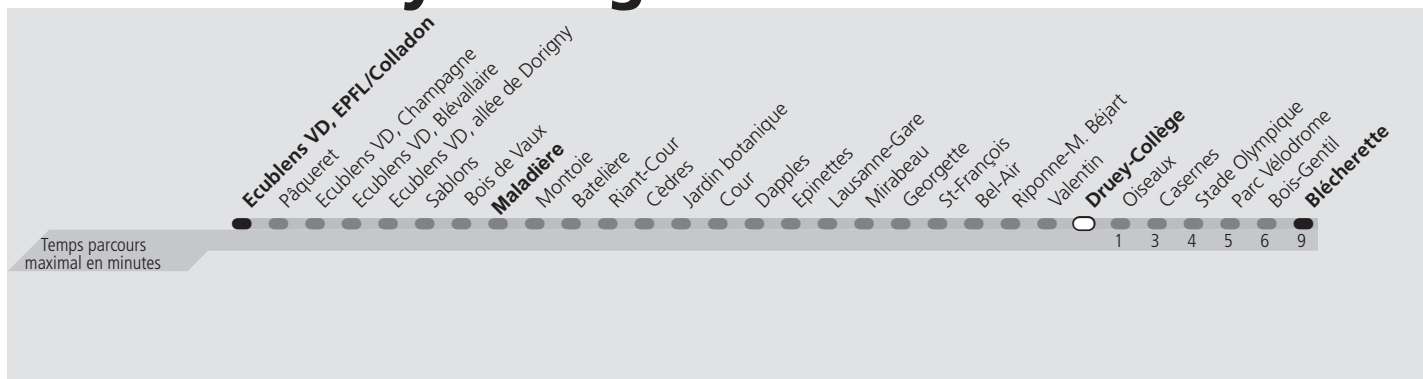 Ecublens VD, EPFL/Colladon
Pâqueret
Ecublens VD, Champagne
Ecublens VD, Blévallaire
Ecublens VD, allée de Dorigny
Sablons
Bois de Vaux
Maladière
Montoie
Batelière
Riant-Cour
Cèdres
Jardin botanique
Cour
Dapples
Epinettes
Lausanne-Gare
Mirabeau
Georgette
St-François
Bel-Air
Riponne-M. Béjart
Valentin
Druey-Collège
Oiseaux
Casernes
Stade Olympique
Parc Vélodrome
Bois-Gentil
Blécherette
Temps parcours
maximal en minutes
1 3 4 5 6 9